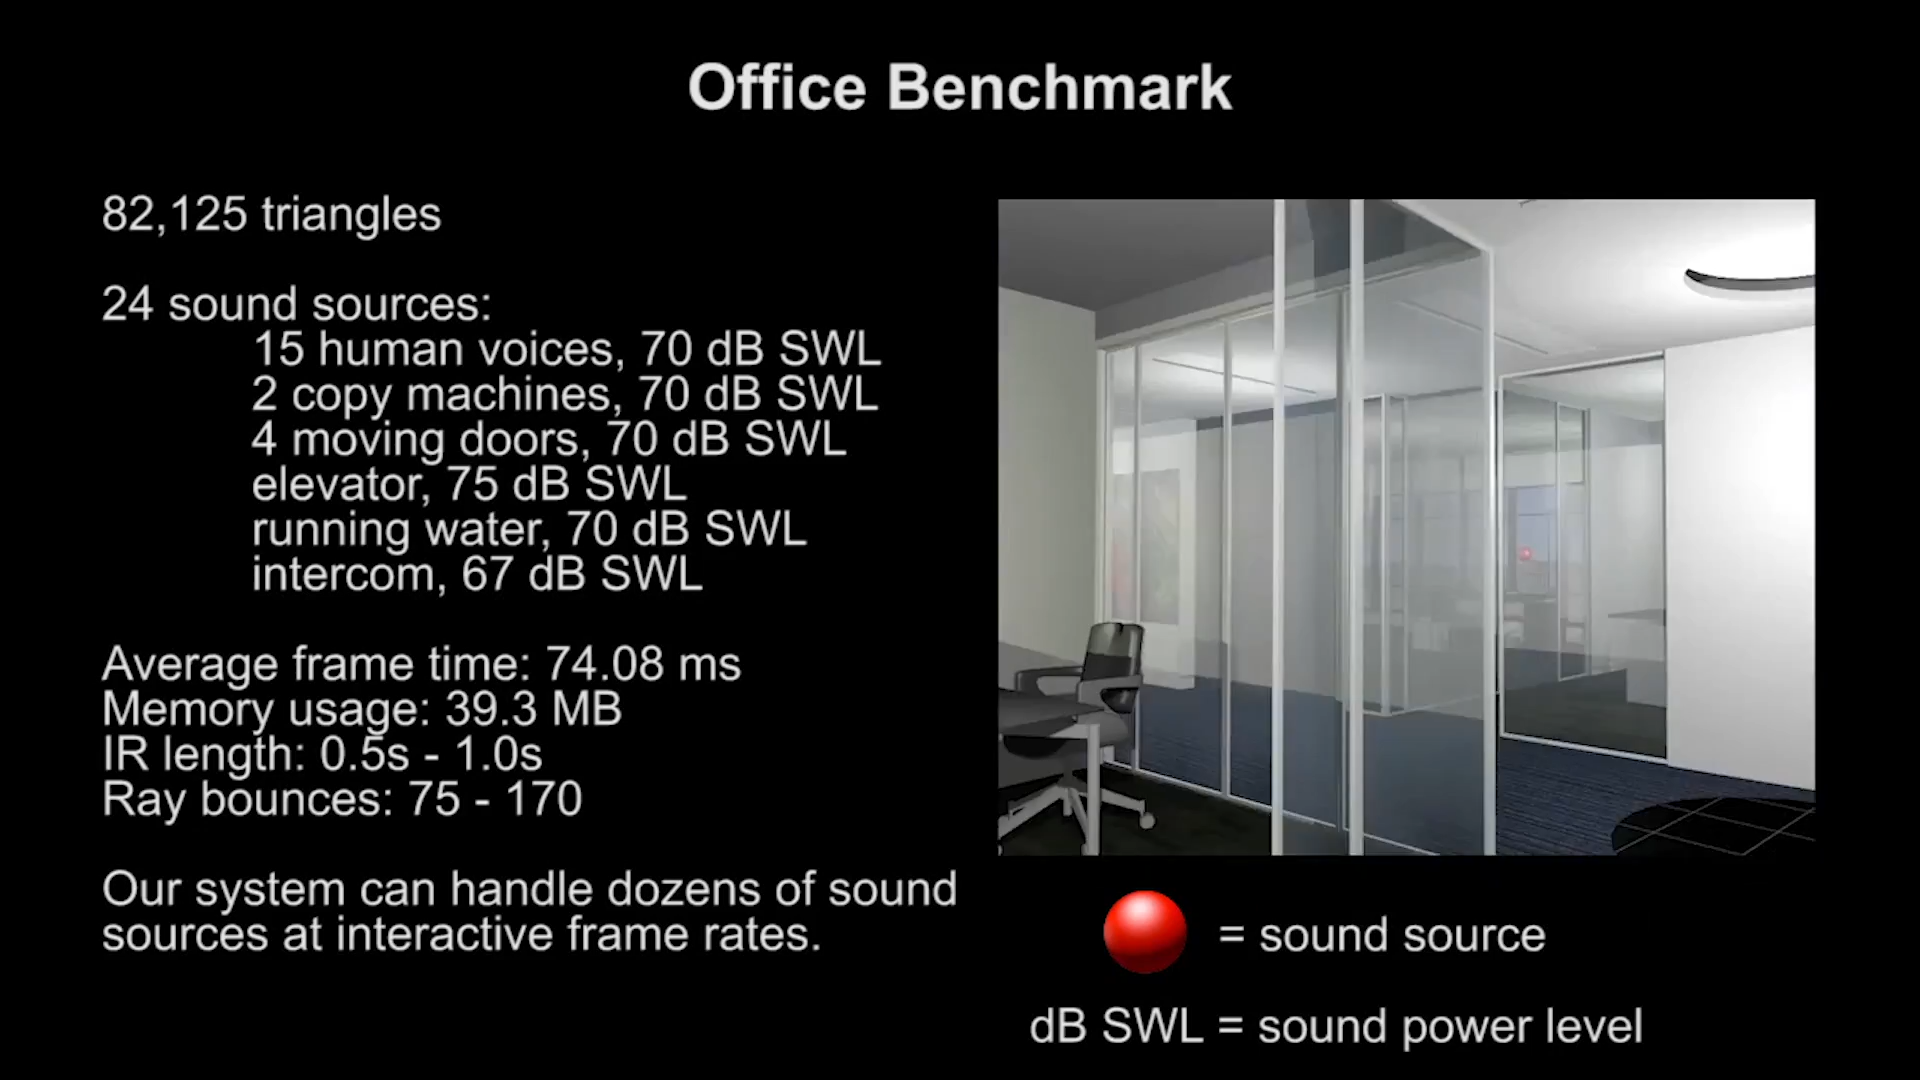 Office Benchmark
82,125 triangles
24 sound sources:
15 human voices, 70 dB SWL
2 copy machines, 70 dB SWL
4 moving doors, 70 dB SWL
elevator, 75 dB SWL
running water, 70 dB SWL
intercom, 67 dB SWL
Average frame time: 74.08 ms
Memory usage: 39.3 MB
IR length: 0.5s - 1.0s
Ray bounces: 75 - 170
Our system can handle dozens of sound
sources at interactive frame rates.
= sound source
dB SWL = sound power level